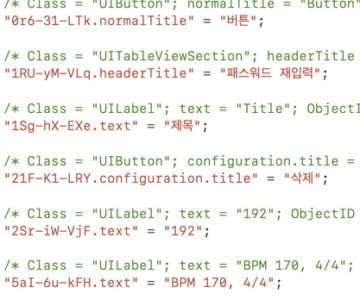 /* Class = "UIButton"; normalTitle = "Button"
"0r6-31-LTk.normalTitle" = "버튼";
/* Class = "UITableViewSection"; headerTitle
"1RU-yM-VLq.headerTitle" = "패스워드 재입력";
/* Class = "UILabel"; text = "Title"; ObjectI
"1Sg-hX-EXe.text" = "제목";
/* Class = "UIButton"; configuration.title =
"21F-K1-LRY.configuration.title" = "삭제";
/* Class = "UILabel"; text = "192"; ObjectID
"2Sr-iW-VjF.text" = "192";
/* Class = "UILabel"; text = "BPM 170, 4/4";
"5aI-6u-kFH.text" = "BPM 170, 4/4";